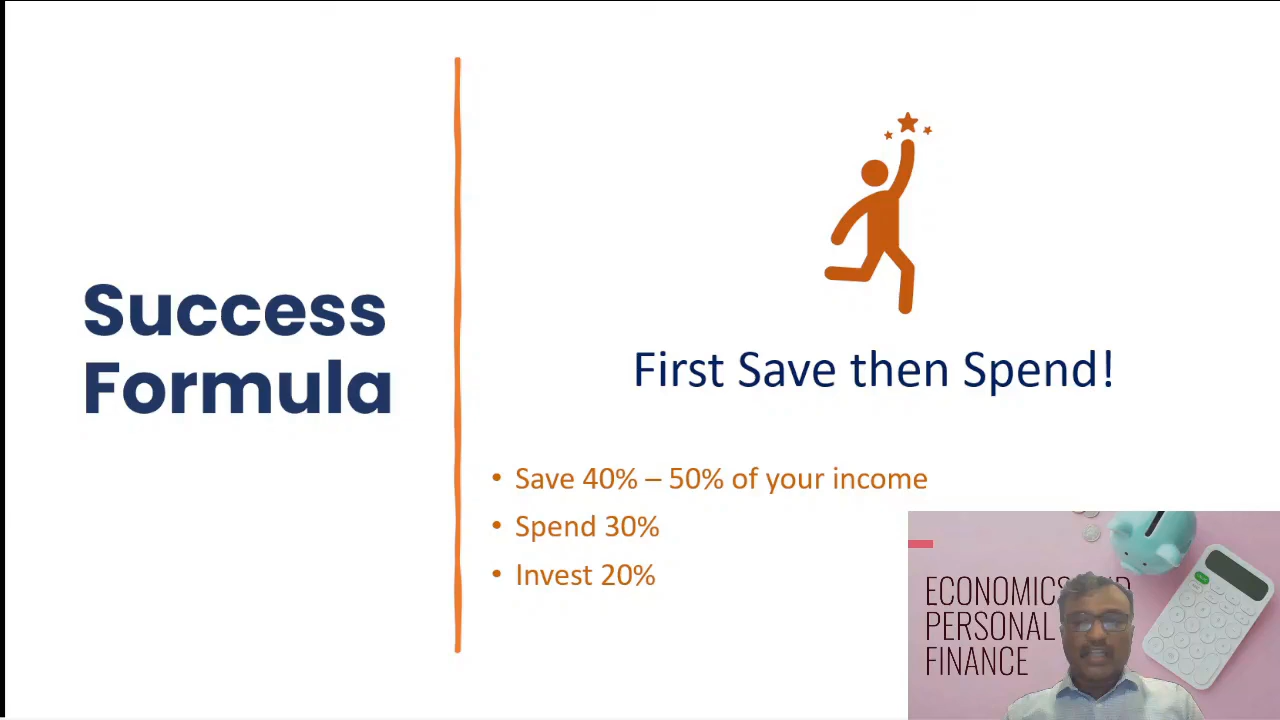 Success
Formula
First Save then Spend!
• Save 40% – 50% of your income
• Spend 30%
• Invest 20%
ECONOMICS
PERSONAL
FINANCE